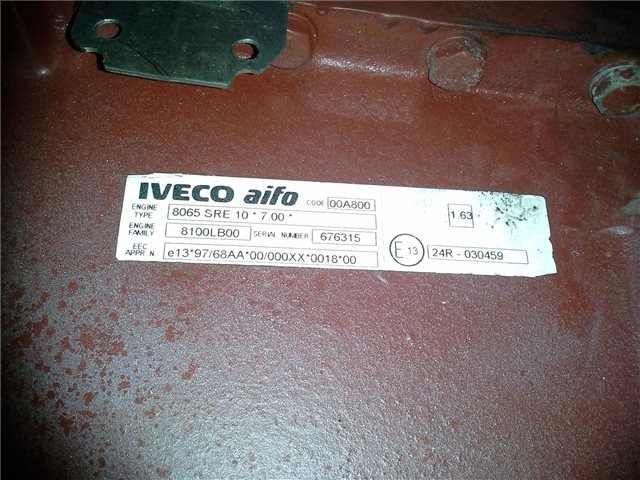 IVECO aifo CODE 00A800
ENGINE TYPE 8065 SRE 10 * 7.00 *
1.63
ENGINE FAMILY 8100LB00 SERIAL NUMBER 676315
EEC APPR. N e13*97/68AA*00/000XX*0018*00
E 13 24R - 030459